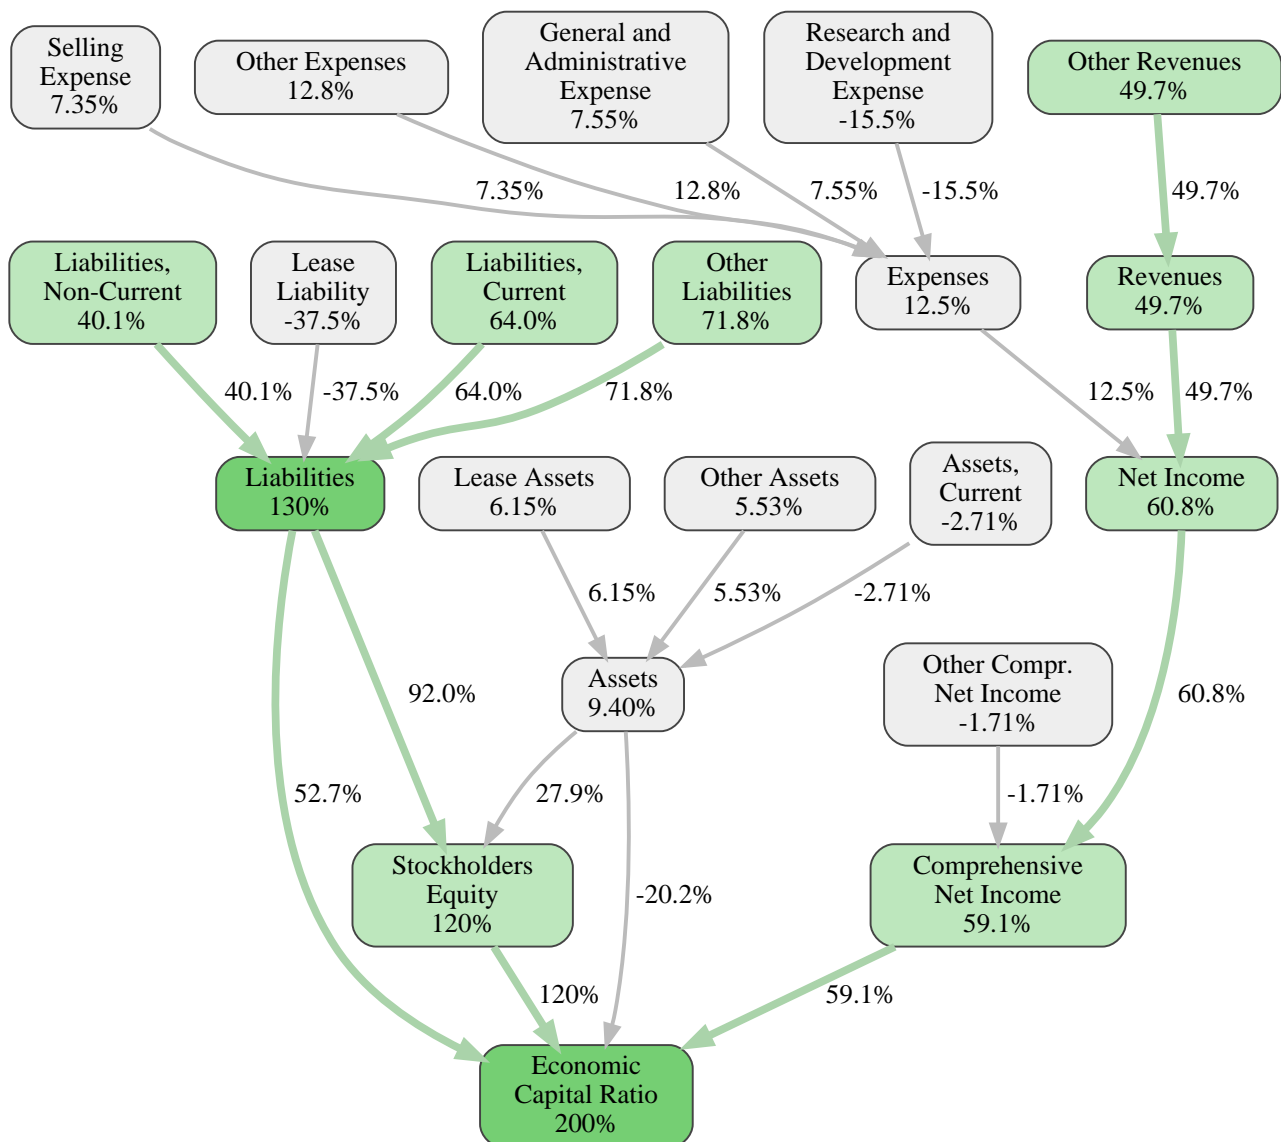 Selling
Expense
7.35%
Other Expenses
12.8%
General and
Administrative
Expense
7.55%
Research and
Development
Expense
-15.5%
Other Revenues
49.7%
7.35%
12.8%
7.55%
-15.5%
49.7%
Liabilities,
Non-Current
40.1%
Lease
Liability
-37.5%
Liabilities,
Current
64.0%
Other
Liabilities
71.8%
Expenses
12.5%
Revenues
49.7%
40.1%
-37.5%
64.0%
71.8%
12.5%
49.7%
Liabilities
130%
Lease Assets
6.15%
Other Assets
5.53%
Assets,
Current
-2.71%
Net Income
60.8%
6.15%
5.53%
-2.71%
92.0%
Assets
9.40%
Other Compr.
Net Income
-1.71%
60.8%
52.7%
27.9%
-1.71%
Stockholders
Equity
120%
-20.2%
Comprehensive
Net Income
59.1%
120%
59.1%
Economic
Capital Ratio
200%